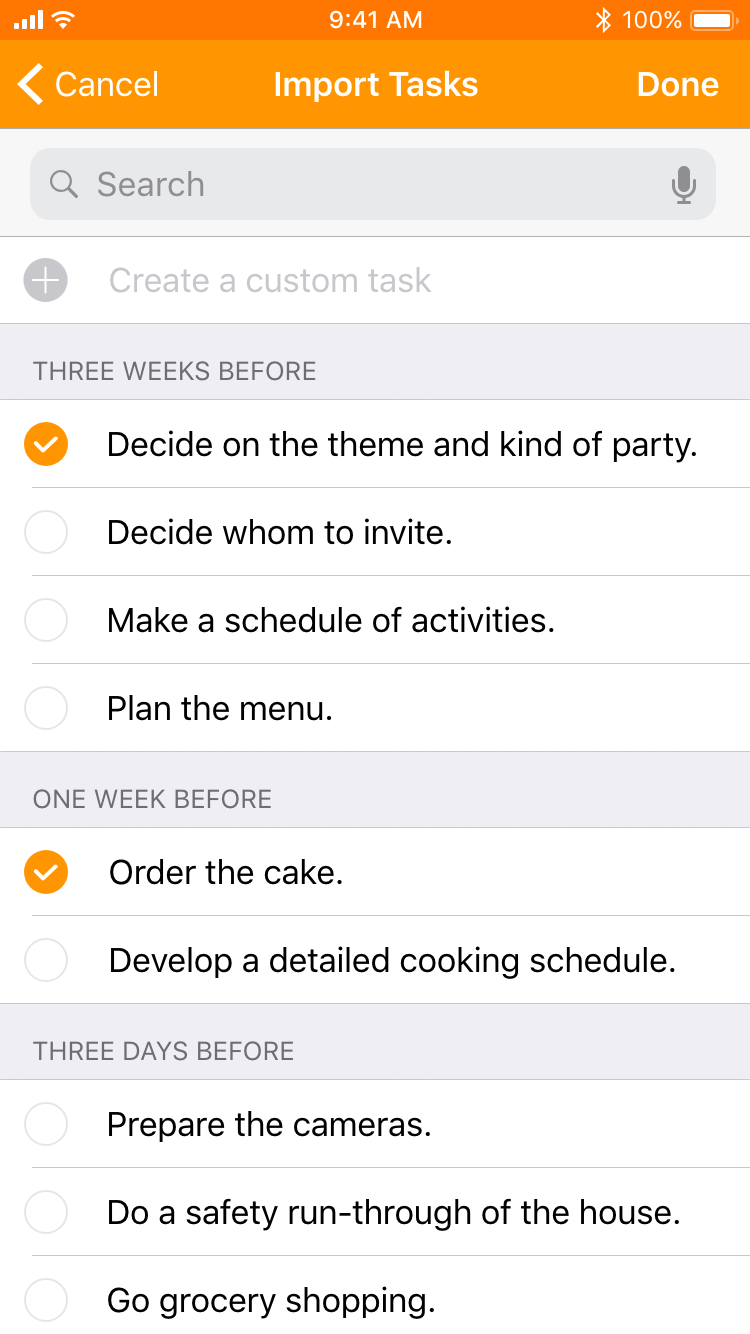 9:41 AM 100%
Cancel Import Tasks Done
Search
Create a custom task
THREE WEEKS BEFORE
Decide on the theme and kind of party.
Decide whom to invite.
Make a schedule of activities.
Plan the menu.
ONE WEEK BEFORE
Order the cake.
Develop a detailed cooking schedule.
THREE DAYS BEFORE
Prepare the cameras.
Do a safety run-through of the house.
Go grocery shopping.